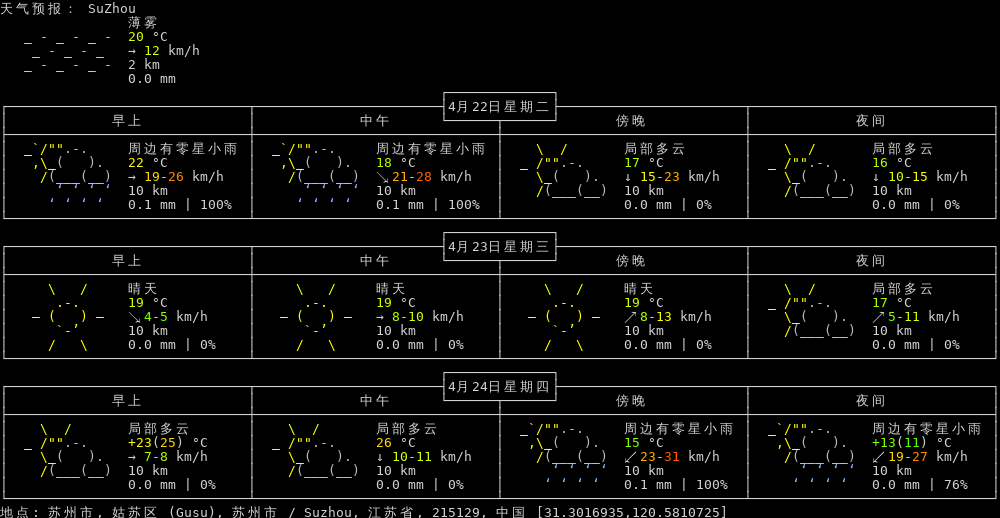 天气预报: SuZhou
薄雾
20 °C
→ 12 km/h
2 km
0.0 mm
4月22日星期二
早上 中午 傍晚 夜间
周边有零星小雨 周边有零星小雨 局部多云 局部多云
22 °C 18 °C 17 °C 16 °C
→ 19-26 km/h ↘ 21-28 km/h ↓ 15-23 km/h ↓ 10-15 km/h
10 km 10 km 10 km 10 km
0.1 mm | 100% 0.1 mm | 100% 0.0 mm | 0% 0.0 mm | 0%
4月23日星期三
早上 中午 傍晚 夜间
晴天 晴天 晴天 局部多云
19 °C 19 °C 19 °C 17 °C
↘ 4-5 km/h → 8-10 km/h ↗ 8-13 km/h ↗ 5-11 km/h
10 km 10 km 10 km 10 km
0.0 mm | 0% 0.0 mm | 0% 0.0 mm | 0% 0.0 mm | 0%
4月24日星期四
早上 中午 傍晚 夜间
局部多云 局部多云 周边有零星小雨 周边有零星小雨
+23(25) °C 26 °C 15 °C +13(11) °C
→ 7-8 km/h ↓ 10-11 km/h ↙ 23-31 km/h ↙ 19-27 km/h
10 km 10 km 10 km 10 km
0.0 mm | 0% 0.0 mm | 0% 0.1 mm | 100% 0.0 mm | 76%
地点: 苏州市, 姑苏区 (Gusu), 苏州市 / Suzhou, 江苏省, 215129, 中国 [31.3016935,120.5810725]